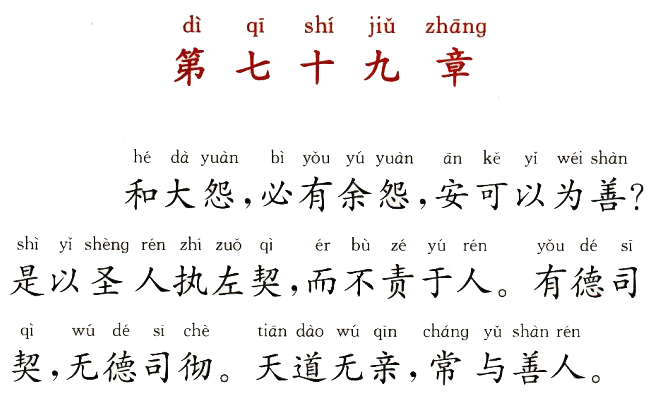 dì qī shí jiǔ zhāng
第七十九章
hé dà yuàn bì yǒu yú yuàn ān kě yǐ wéi shàn
和大怨，必有余怨，安可以为善？
shì yǐ shèng rén zhí zuǒ qì ér bù zé yú rén yǒu dé sī
是以圣人执左契，而不责于人。有德司
qì wú dé sī chè tiān dào wú qīn cháng yǔ shàn rén
契，无德司彻。天道无亲，常与善人。